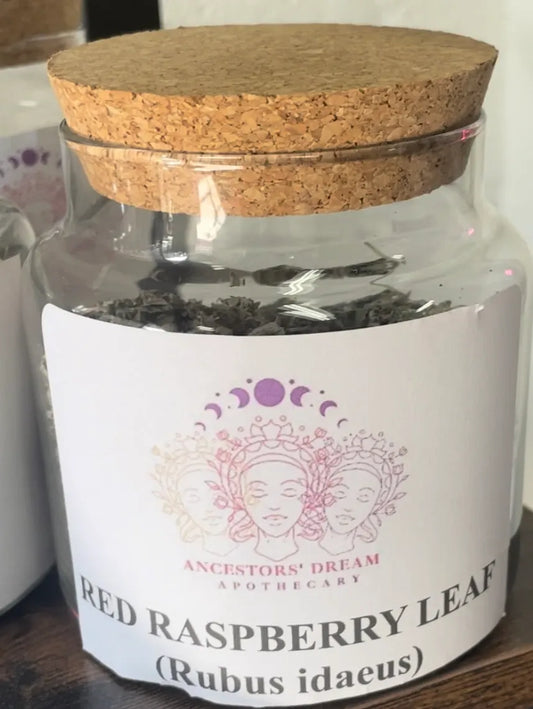 ANCESTORS' DREAM
APOTHECARY
RED RASPBERRY LEAF
(Rubus idaeus)